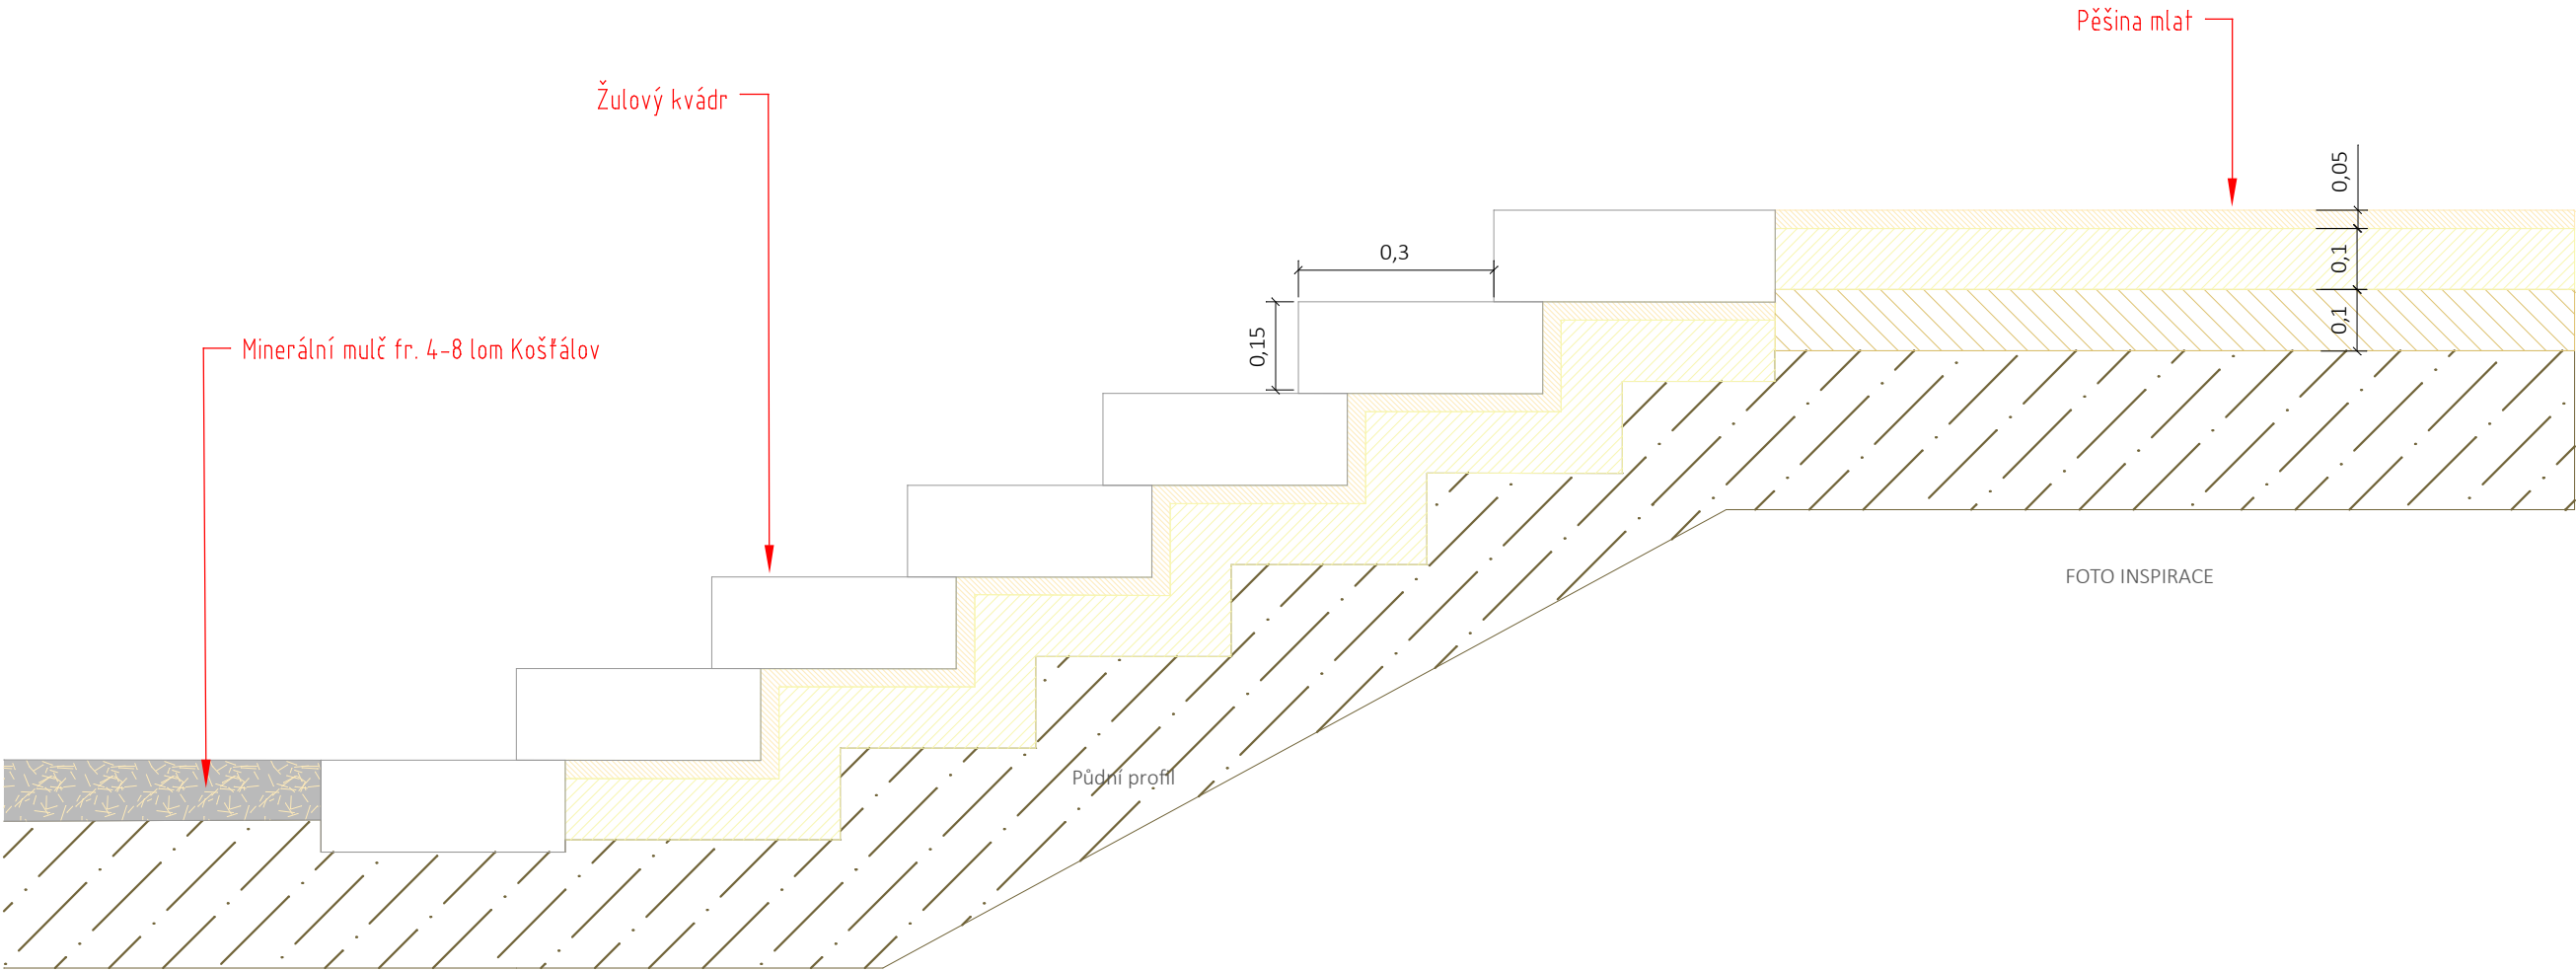 Pěšina mlat
Žulový kvádr
0,05
0,3
0,1
0,15
0,1
Minerální mulč fr. 4-8 lom Košťálov
FOTO INSPIRACE
Půdní profil